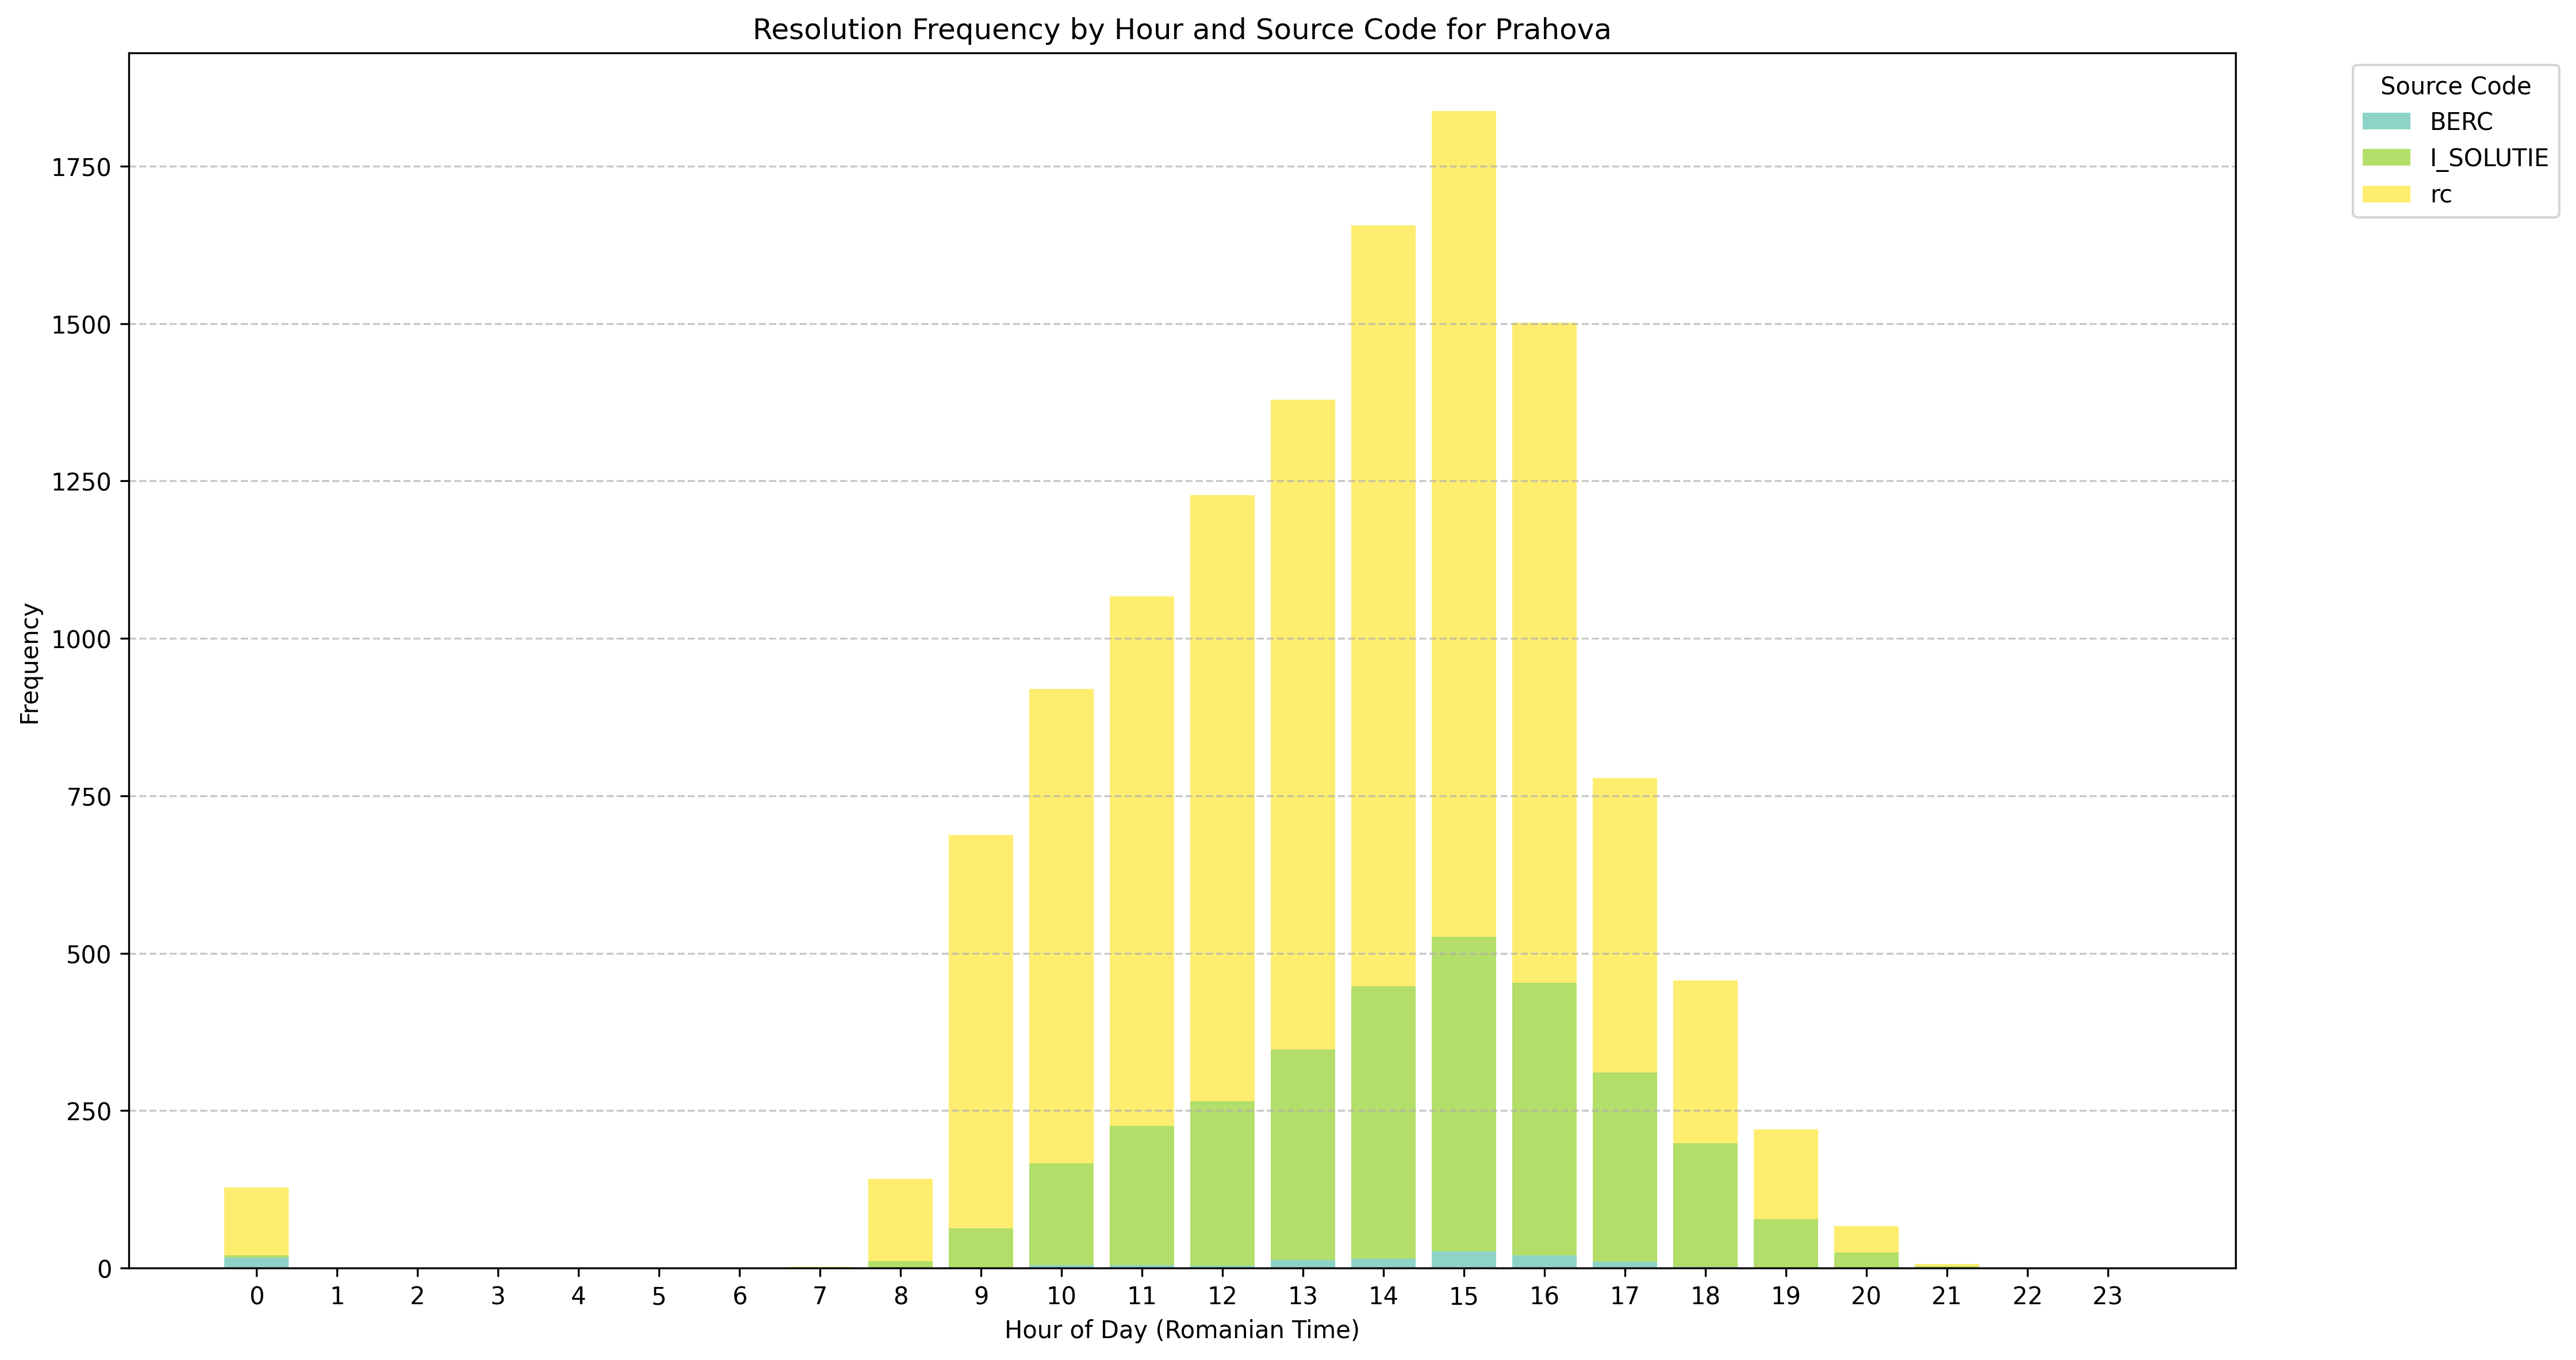 Resolution Frequency by Hour and Source Code for Prahova
Source Code
BERC
I_SOLUTIE
rc
Frequency
1750
1500
1250
1000
750
500
250
0
0 1 2 3 4 5 6 7 8 9 10 11 12 13 14 15 16 17 18 19 20 21 22 23
Hour of Day (Romanian Time)